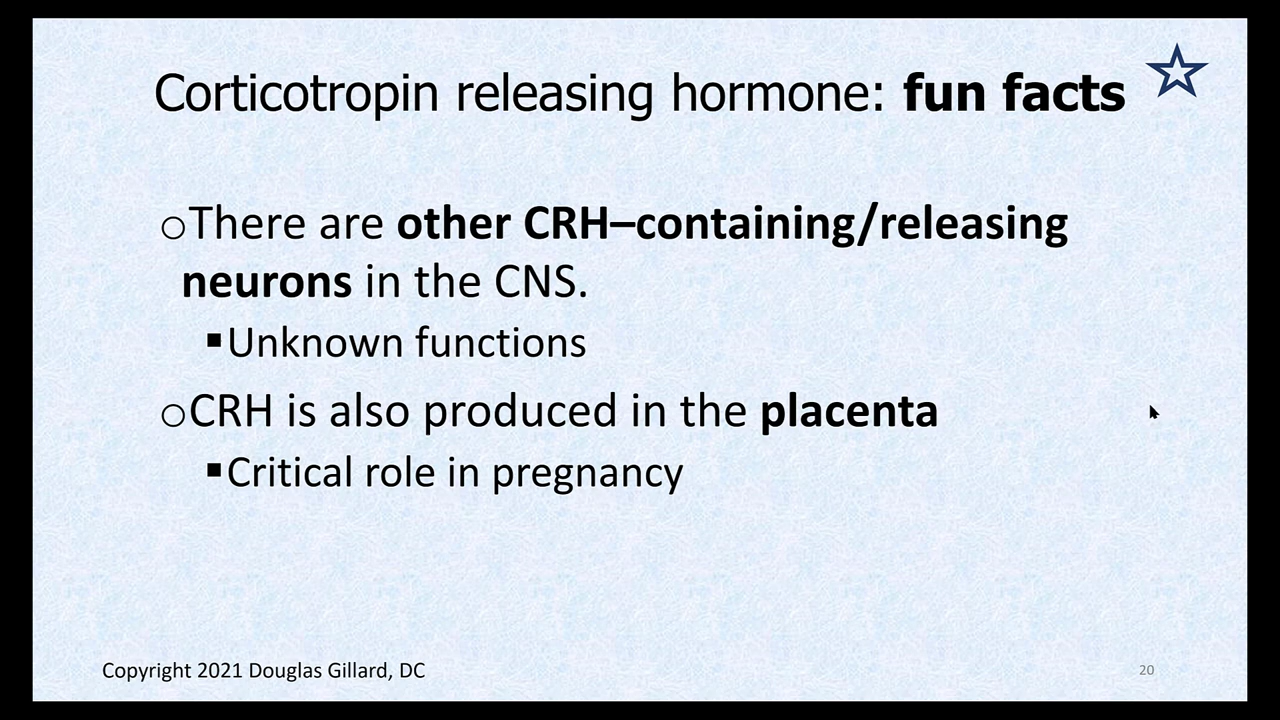 Corticotropin releasing hormone: fun facts
○There are other CRH–containing/releasing
neurons in the CNS.
▪Unknown functions
○CRH is also produced in the placenta
▪Critical role in pregnancy
Copyright 2021 Douglas Gillard, DC
20